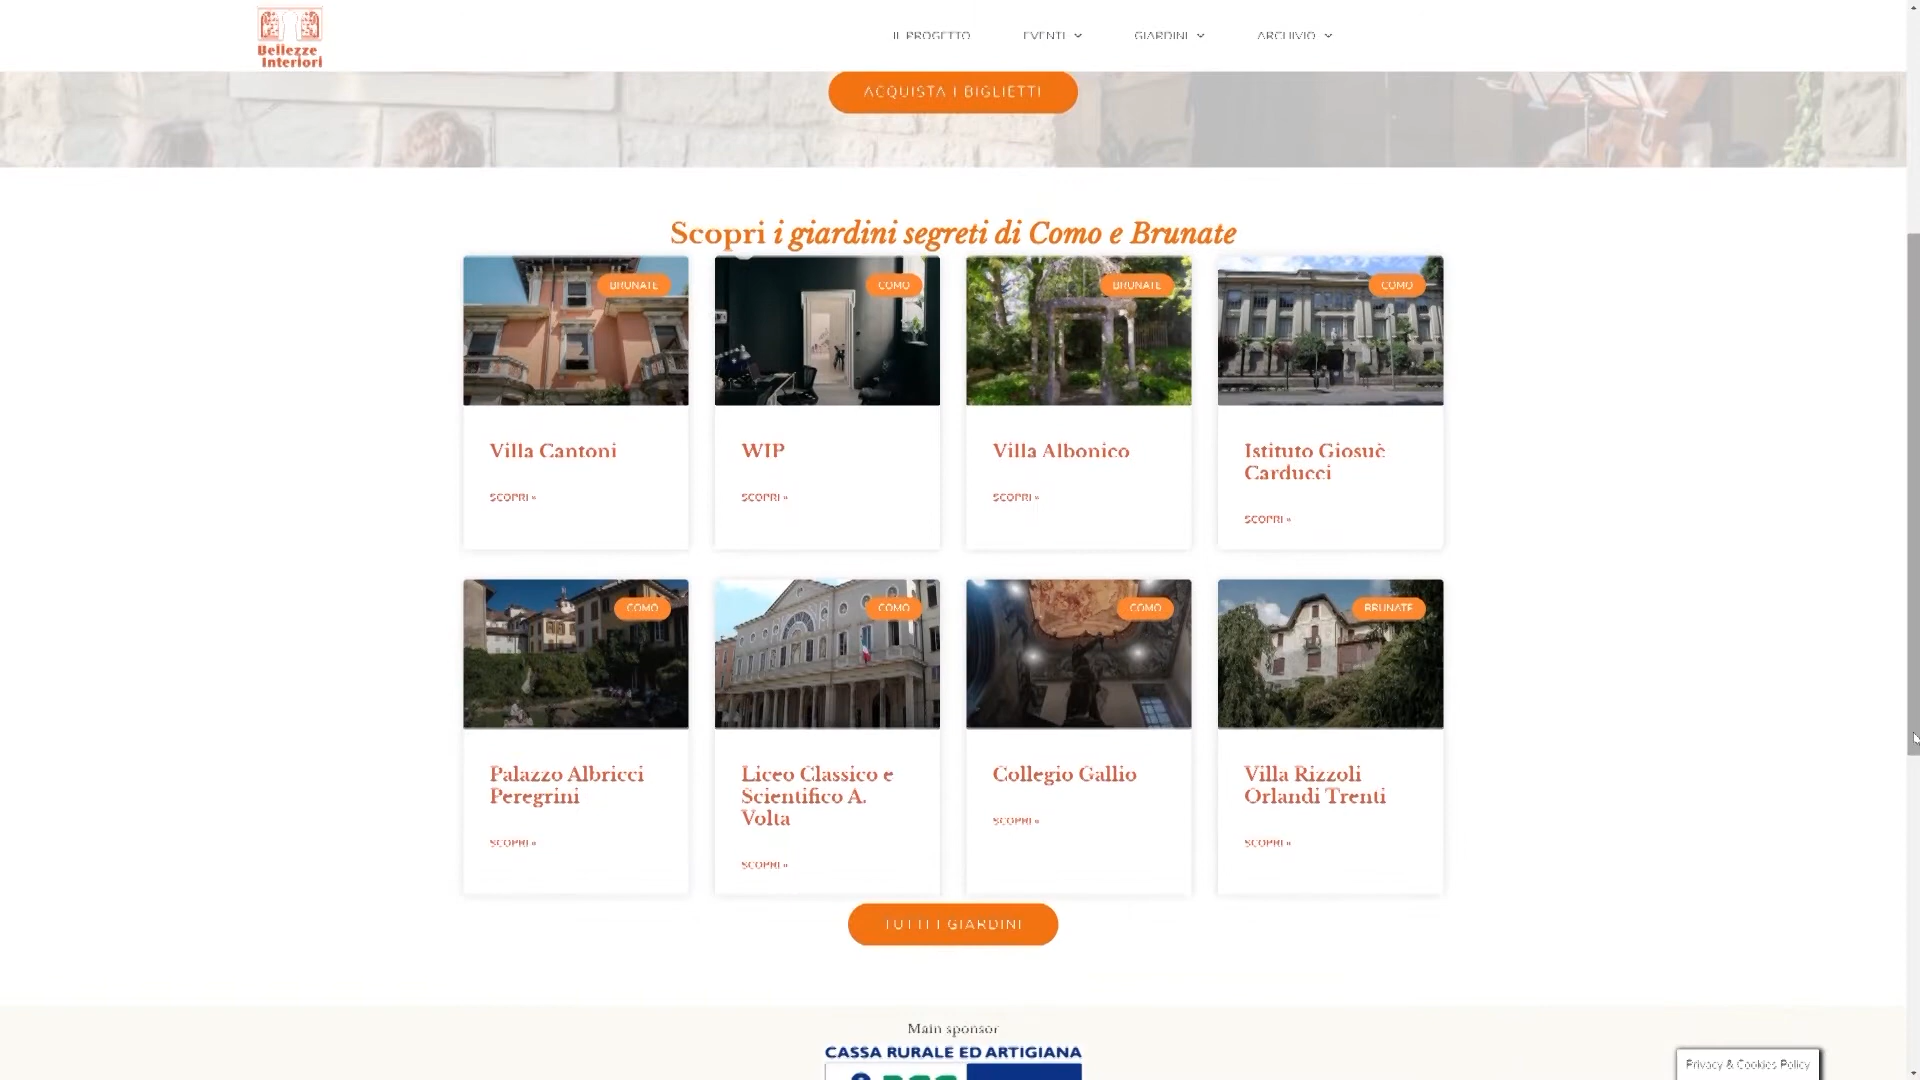 Bellezze
Interiori
IL PROGETTO
EVENTI
GIARDINI
ARCHIVIO
ACQUISTA I BIGLIETTI
Scopri i giardini segreti di Como e Brunate
BRUNATE
COMO
BRUNATE
COMO
Villa Cantoni
WIP
Villa Albonico
Istituto Giosuè
Carducci
SCOPRI »
SCOPRI »
SCOPRI »
SCOPRI »
COMO
COMO
COMO
BRUNATE
Palazzo Albricci
Peregrini
Liceo Classico e
Scientifico A.
Volta
Collegio Gallio
Villa Rizzoli
Orlandi Trenti
SCOPRI »
SCOPRI »
SCOPRI »
SCOPRI »
TUTTI I GIARDINI
Main sponsor
CASSA RURALE ED ARTIGIANA
Privacy & Cookies Policy